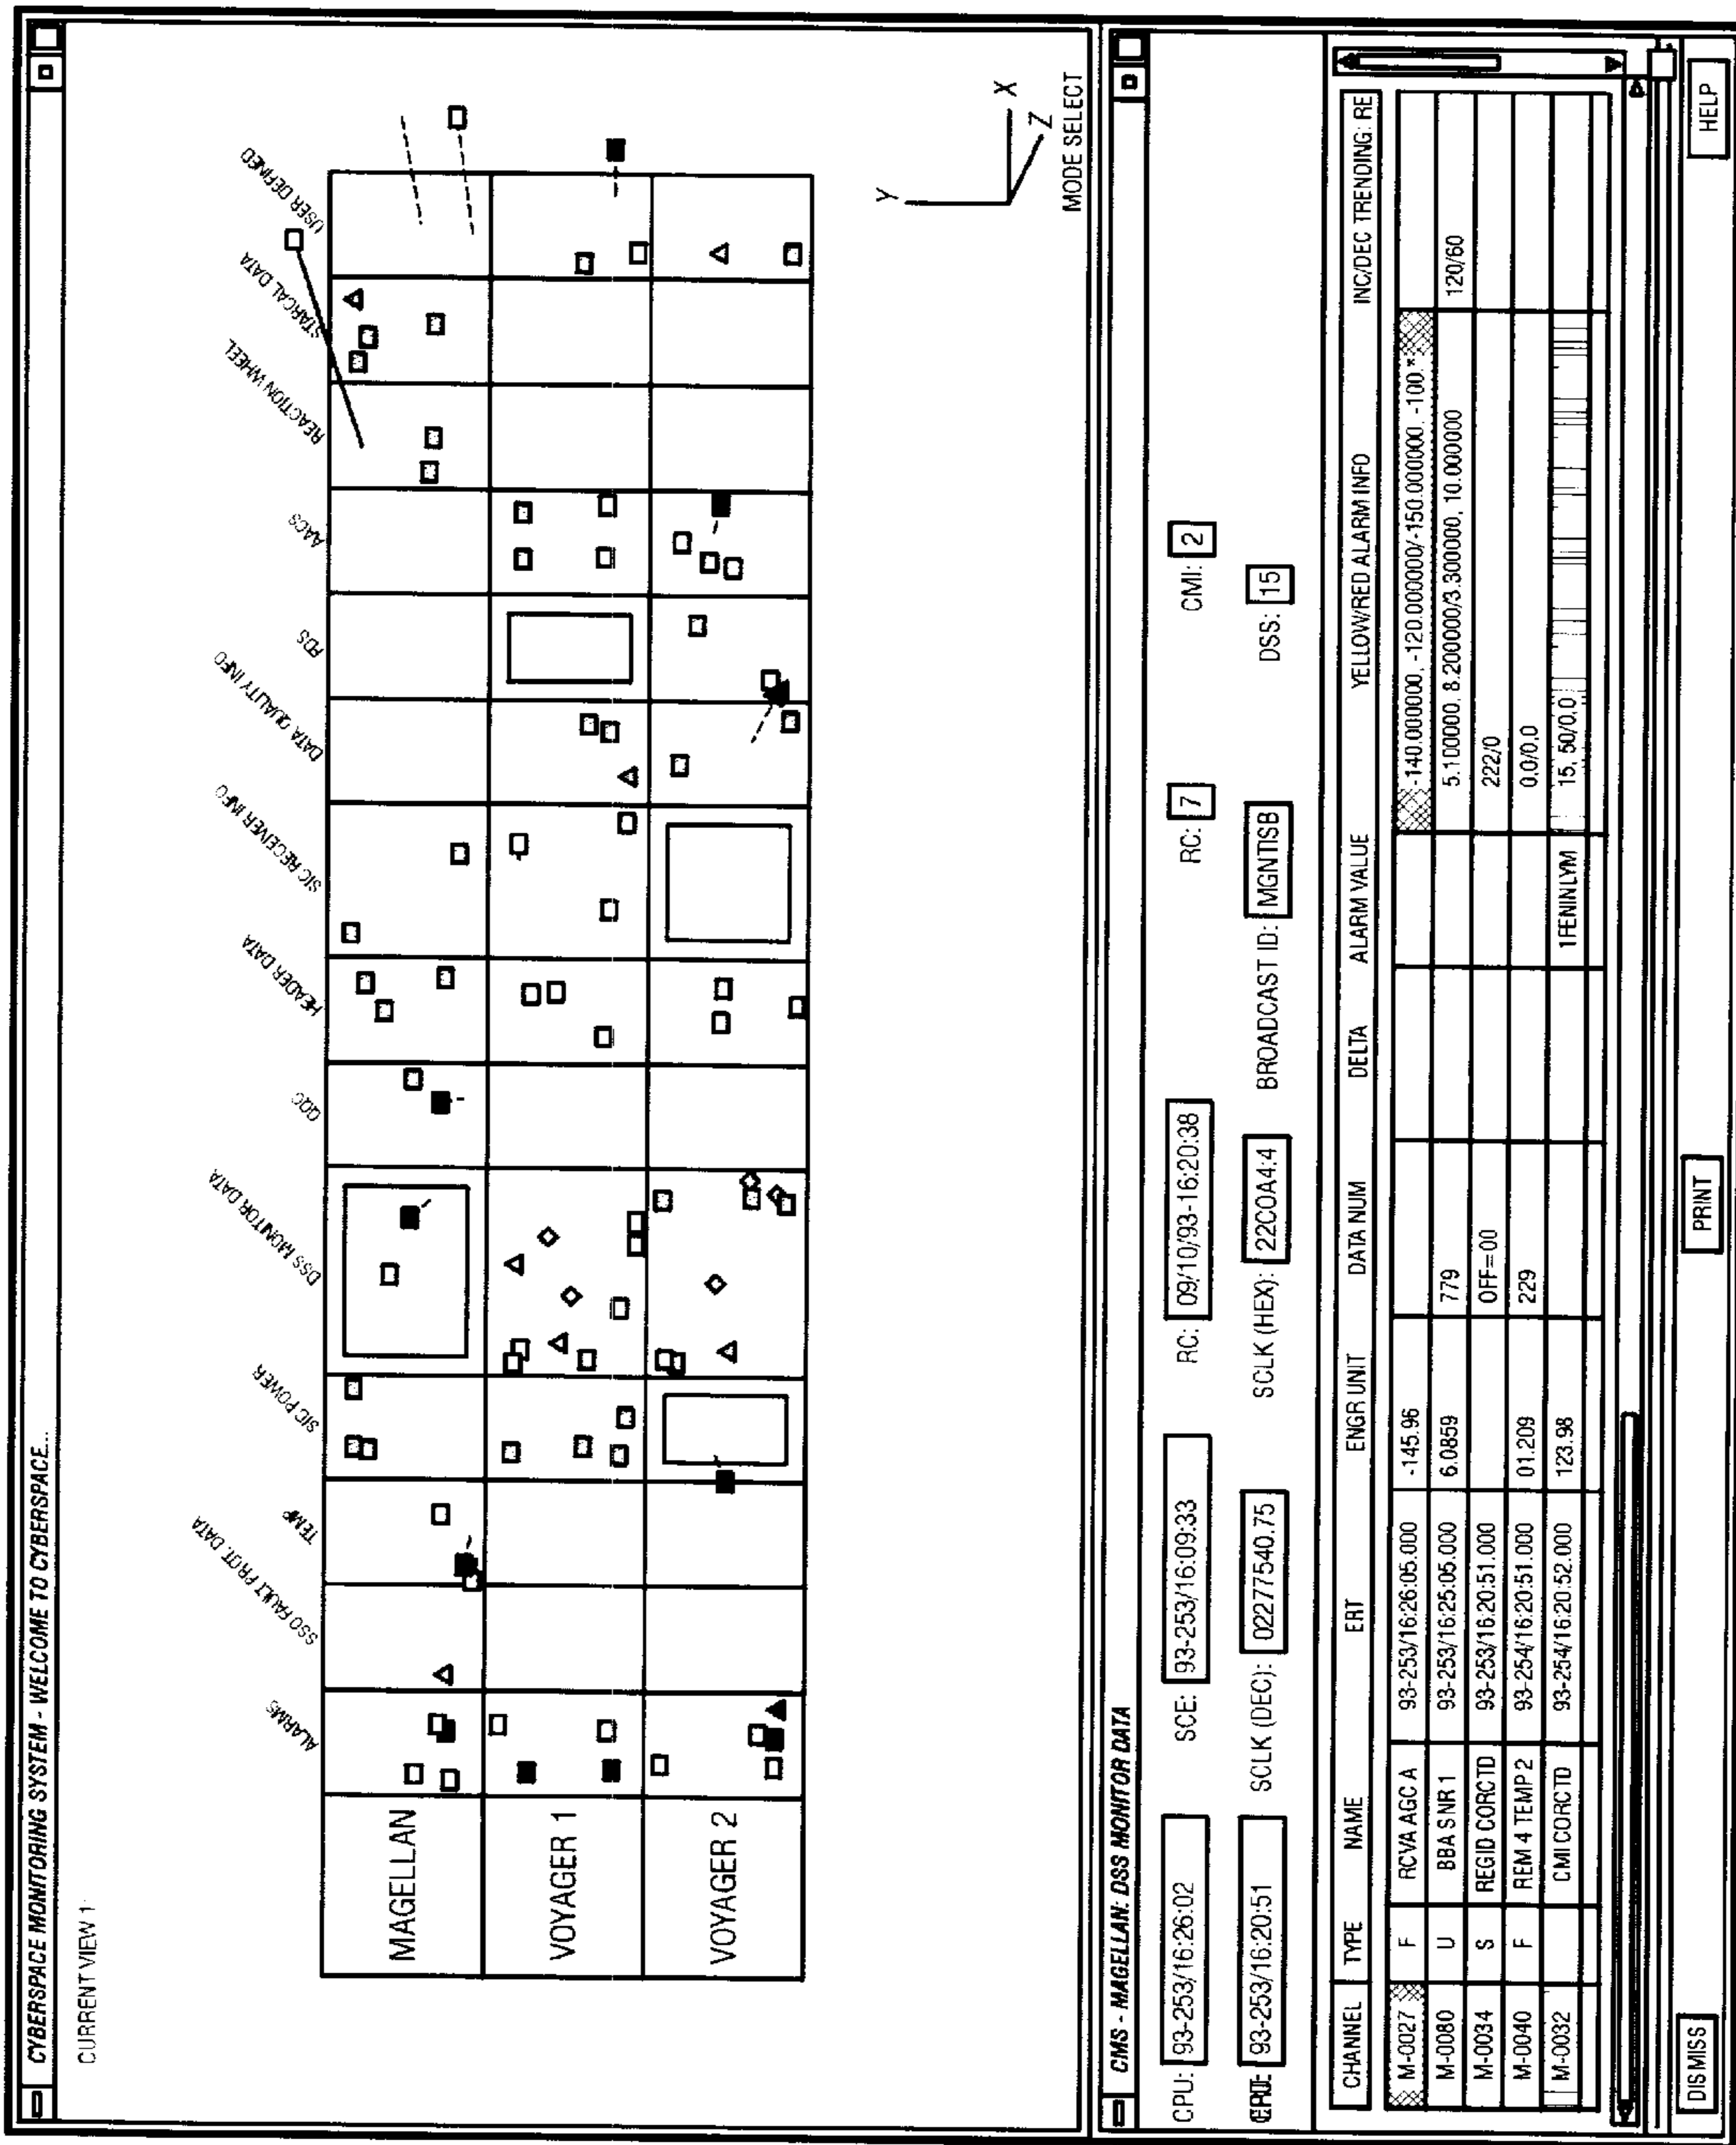 CYBERSPACE MONITORING SYSTEM - WELCOME TO CYBERSPACE...
CURRENT VIEW 1
ALARMS
SSO FAULT PROT. DATA
TEMP
SIC POWER
DSS MONITOR DATA
QQC
HEADER DATA
SIC RECEIVER INFO
DATA QUALITY INFO
FDS
AACS
REACTION WHEEL
STARCAL DATA
USER DEFINED
MAGELLAN
VOYAGER 1
VOYAGER 2
Y
X
Z
MODE SELECT
CMS - MAGELLAN: DSS MONITOR DATA
CPU: 93-253/16:26:02 SCE: 93-253/16:09:33 RC: 09/10/93-16:20:38 RC: 7 CMI: 2
93-253/16:20:51 SCLK (DEC): 02277540.75 SCLK (HEX): 22C0A4:4 BROADCAST ID: MGNTISB DSS: 15
CHANNEL TYPE NAME ERT ENGR UNIT DATA NUM DELTA ALARM VALUE YELLOW/RED ALARM INFO INC/DEC TRENDING: RE
M-0027 F RCVA AGC A 93-253/16:26:05.000 -145.96 -140.000000, -120.000000/-150.000000, -100.*
M-0080 U BBA SNR 1 93-253/16:25:05.000 6.0859 779 5.100000, 8.200000/3.300000, 10.000000 120/60
M-0034 S REGID CORCTD 93-253/16:20:51.000 OFF=00 222/0
M-0040 F REM 4 TEMP 2 93-254/16:20:51.000 01.209 229 0.0/0.0
M-0032 CMI CORCTD 93-254/16:20:52.000 123.98 1FENINLYM 15, 50/0.0
DISMISS PRINT HELP